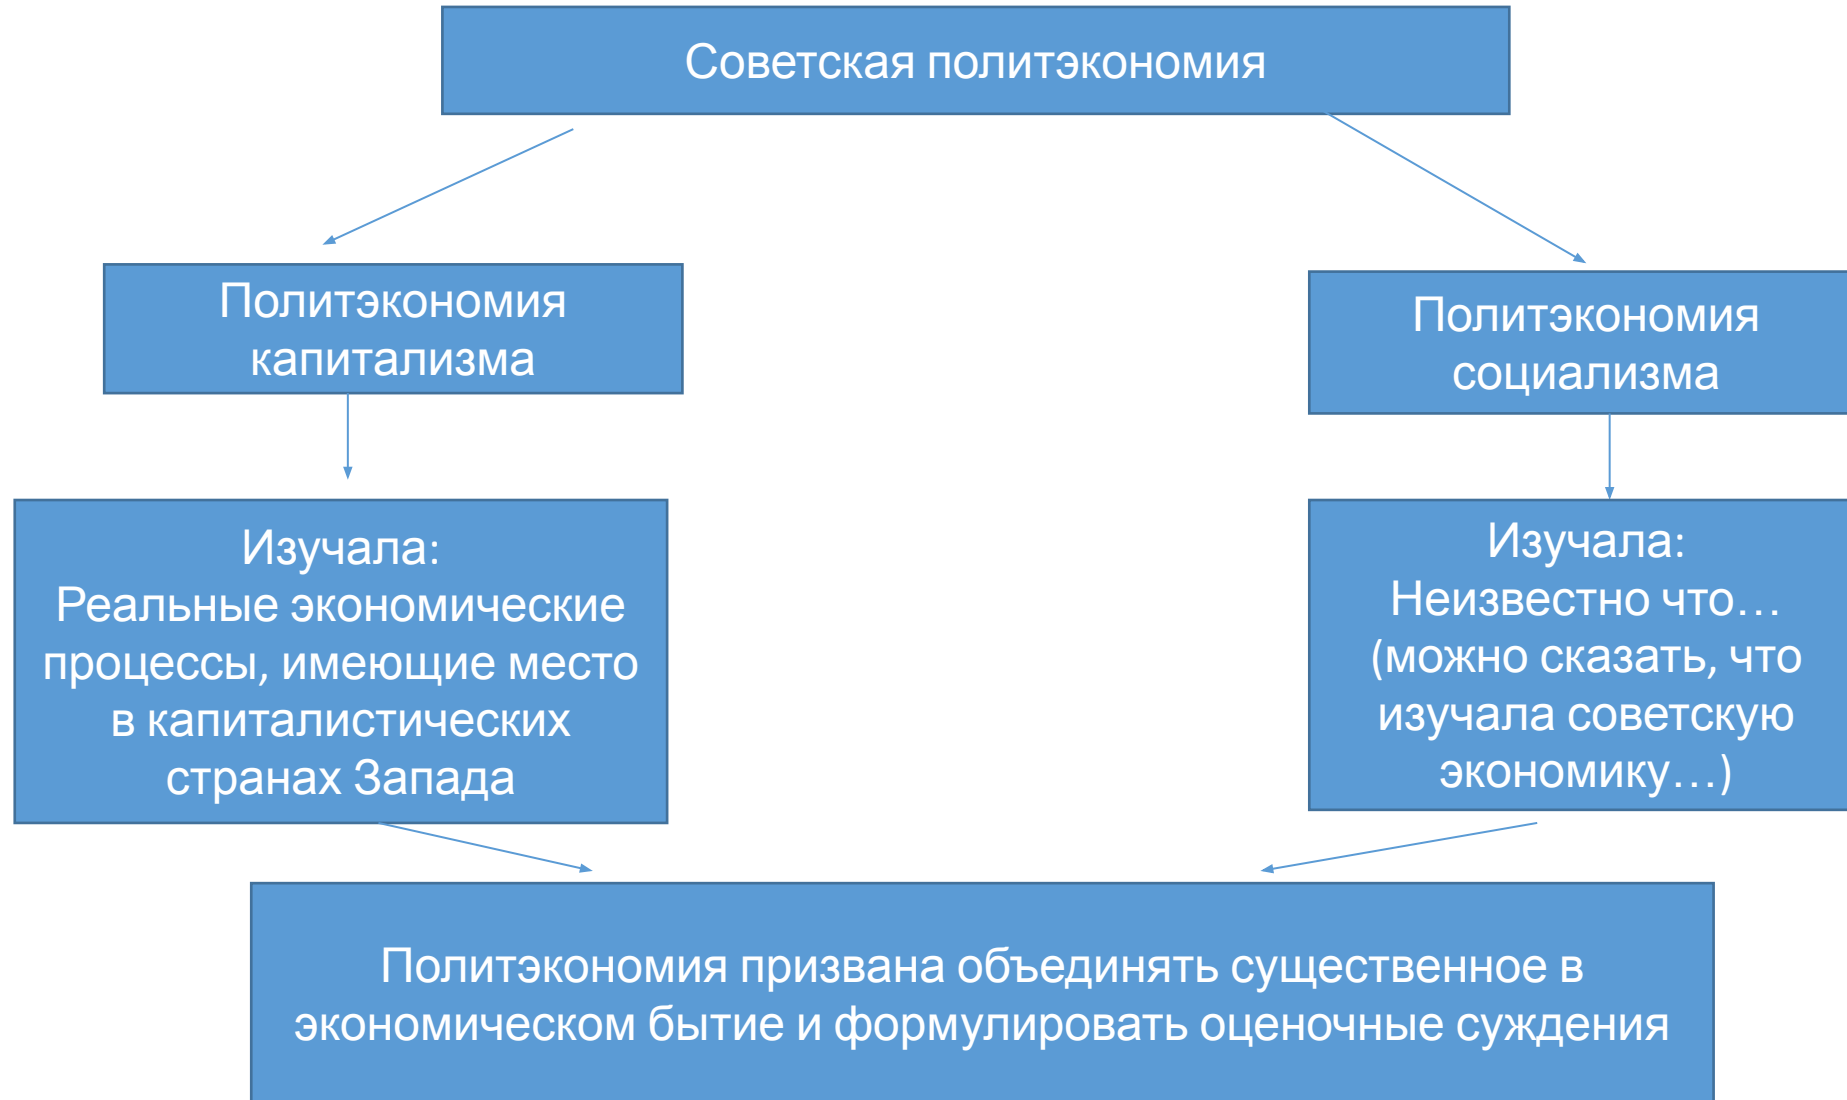 Советская политэкономия
Политэкономия
капитализма
Политэкономия
социализма
Изучала:
Реальные экономические
процессы, имеющие место
в капиталистических
странах Запада
Изучала:
Неизвестно что…
(можно сказать, что
изучала советскую
экономику…)
Политэкономия призвана объединять существенное в
экономическом бытие и формулировать оценочные суждения